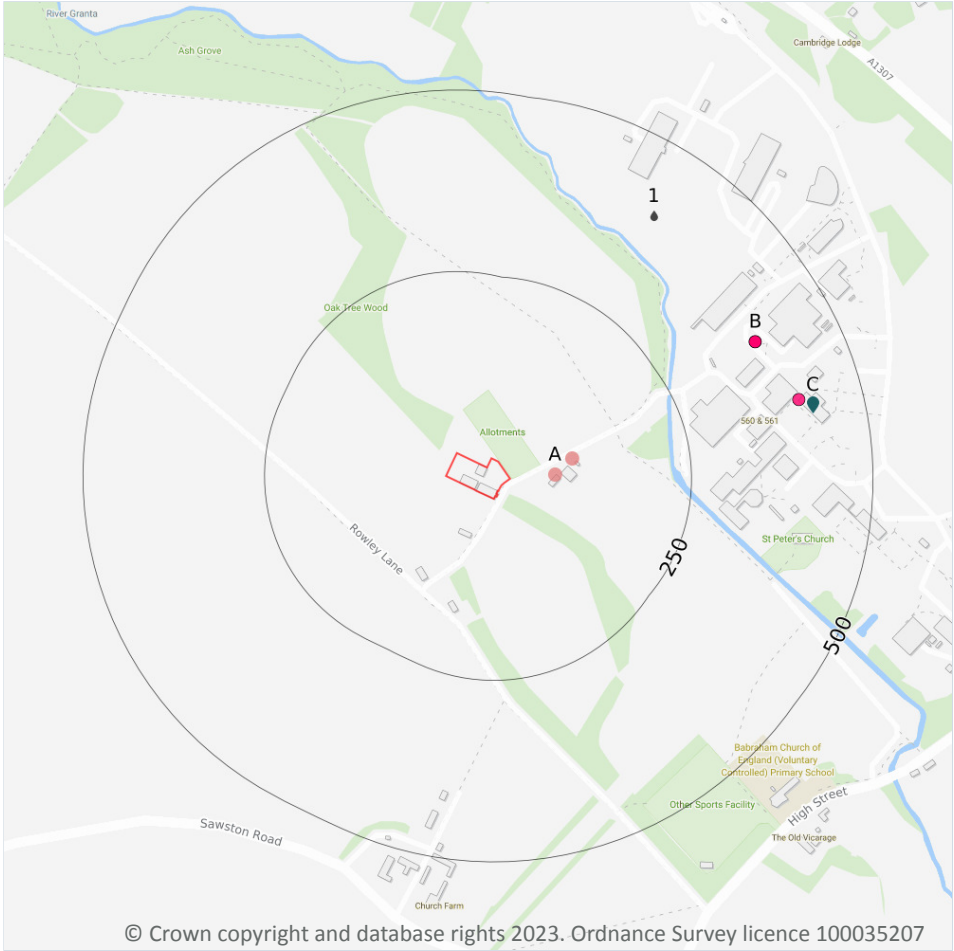 River Granta
Ash Grove
Cambridge Lodge
A1307
1
Oak Tree Wood
B
C
560 & 561
Allotments
A
Rowley Lane
St Peter's Church
250
500
Babraham Church of
England (Voluntary
Controlled) Primary School
High Street
Other Sports Facility
The Old Vicarage
Sawston Road
Church Farm
© Crown copyright and database rights 2023. Ordnance Survey licence 100035207